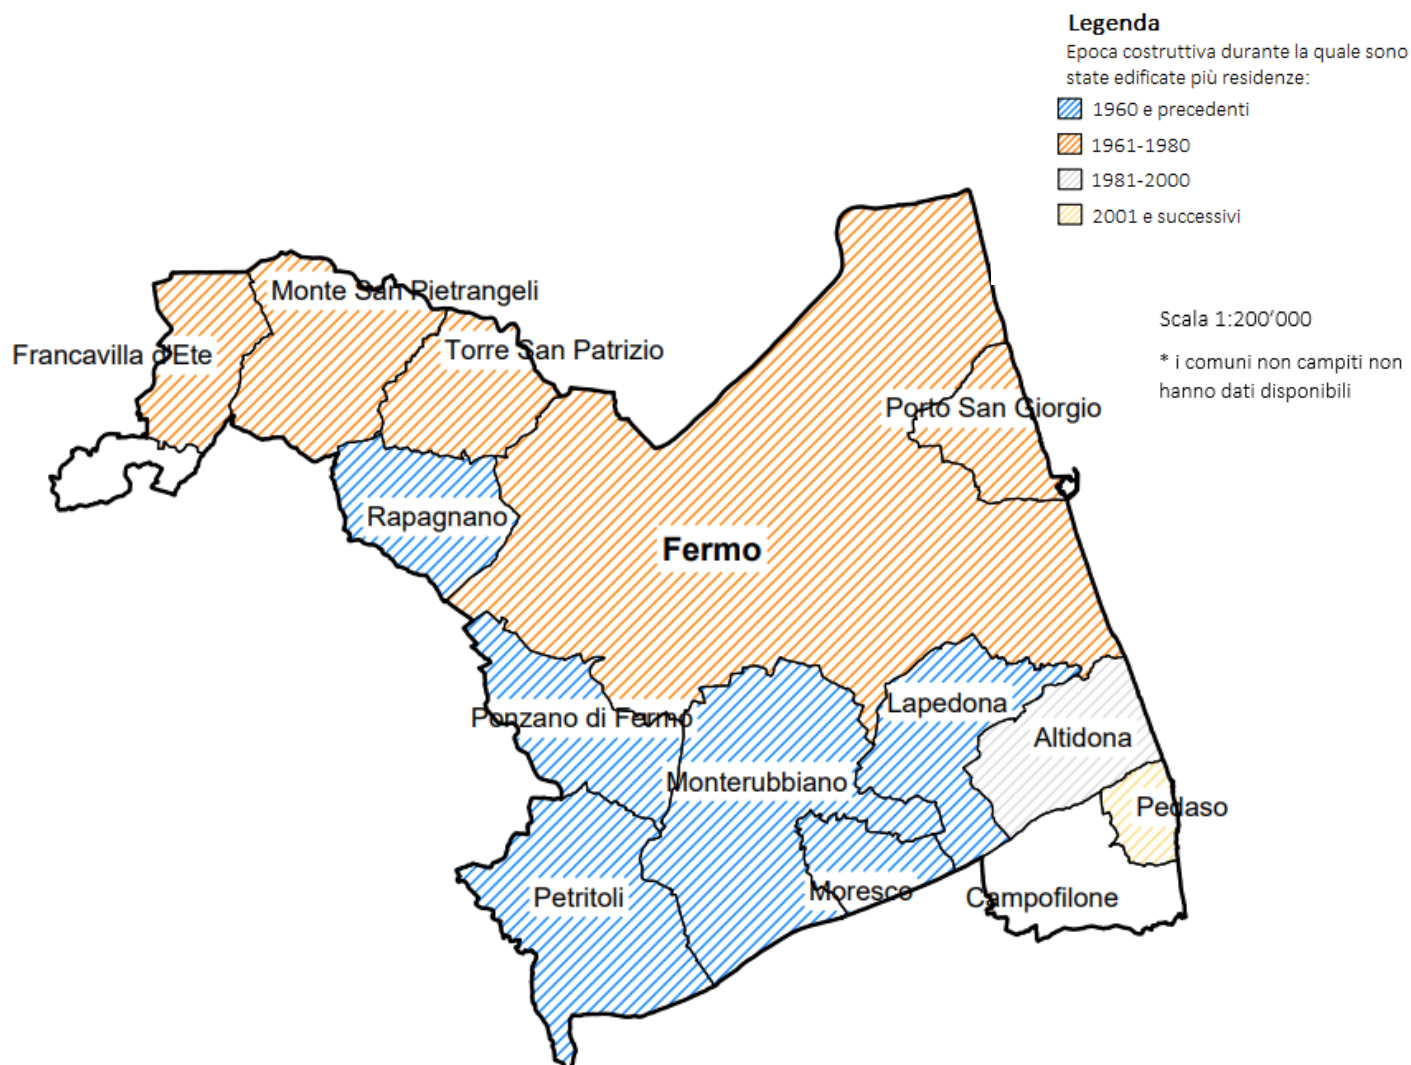 Legenda
Epoca costruttiva durante la quale sono
state edificate più residenze:
1960 e precedenti
1961-1980
1981-2000
2001 e successivi
Scala 1:200’000
* i comuni non campiti non
hanno dati disponibili
Monte San Pietrangeli
Francavilla d'Ete
Torre San Patrizio
Porto San Giorgio
Rapagnano
Fermo
Lapedona
Ponzano di Fermo
Altidona
Monterubbiano
Pedaso
Moresco
Petritoli
Campofilone